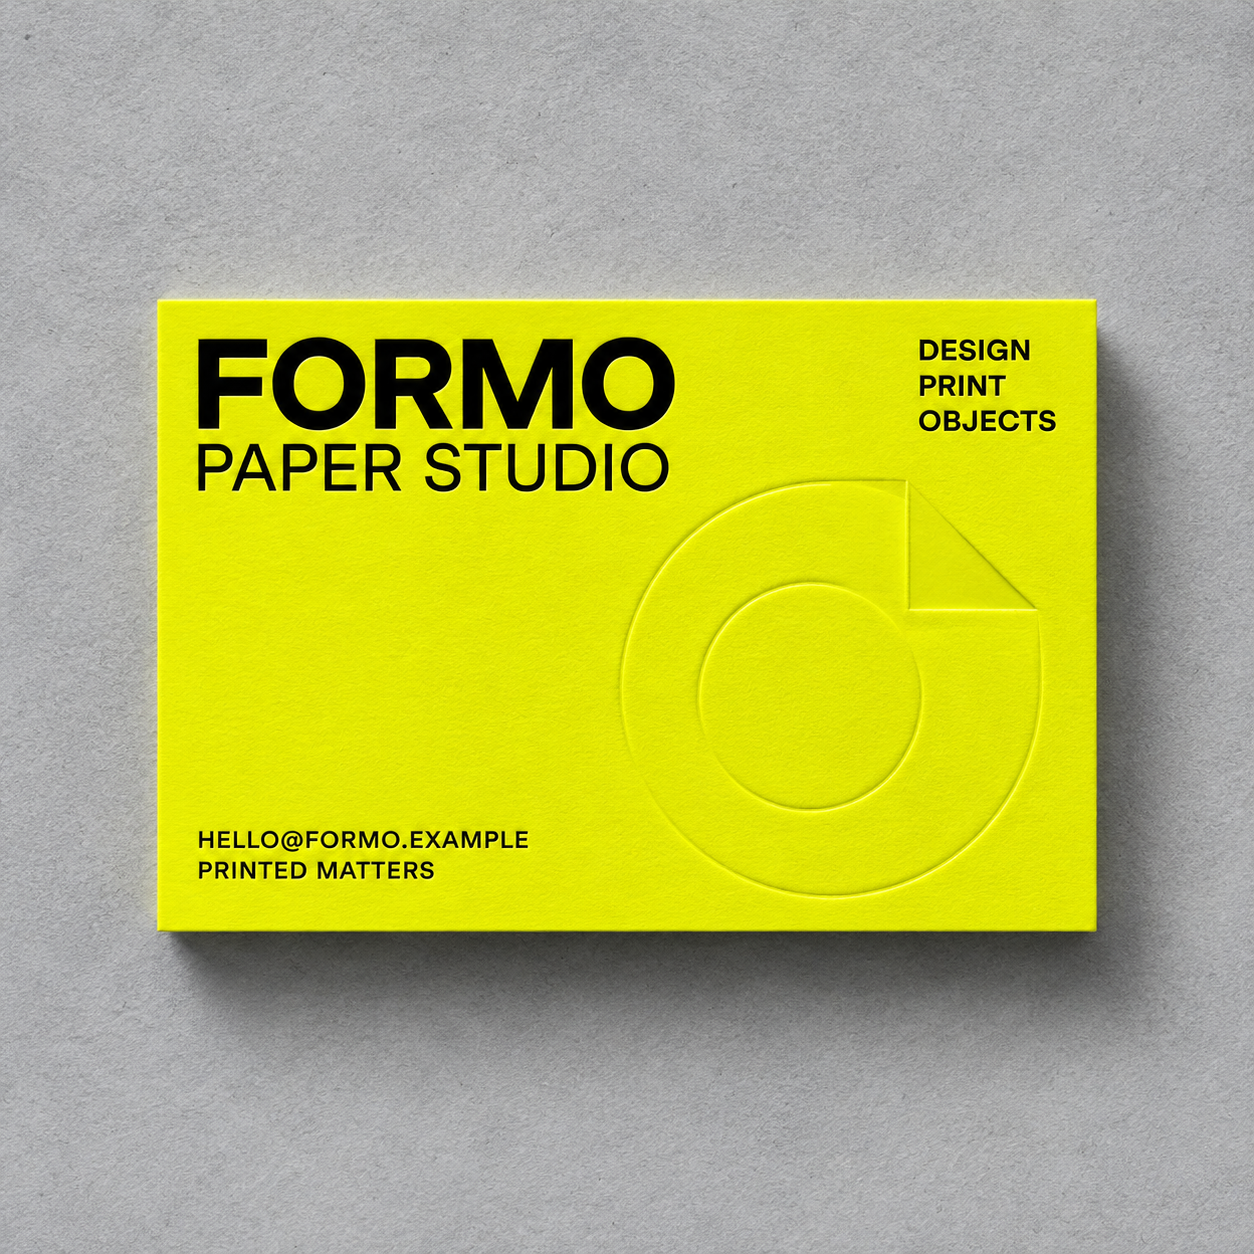 FORMO
PAPER STUDIO
DESIGN
PRINT
OBJECTS
HELLO@FORMO.EXAMPLE
PRINTED MATTERS